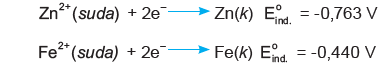 Zn²⁺(suda) + 2e⁻ → Zn(k) E°ind. = -0,763 V
Fe²⁺(suda) + 2e⁻ → Fe(k) E°ind. = -0,440 V